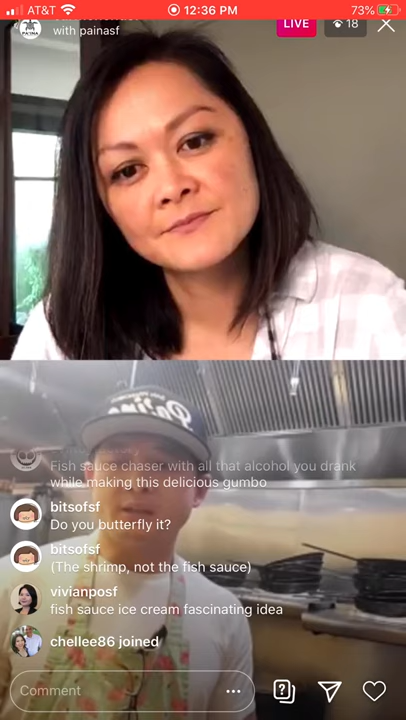 AT&T
12:36 PM
73%
with painasf
LIVE
18
Fish sauce chaser with all that alcohol you drank
while making this delicious gumbo
bitsofsf
Do you butterfly it?
bitsofsf
(The shrimp, not the fish sauce)
vivianposf
fish sauce ice cream fascinating idea
chellee86 joined
Comment